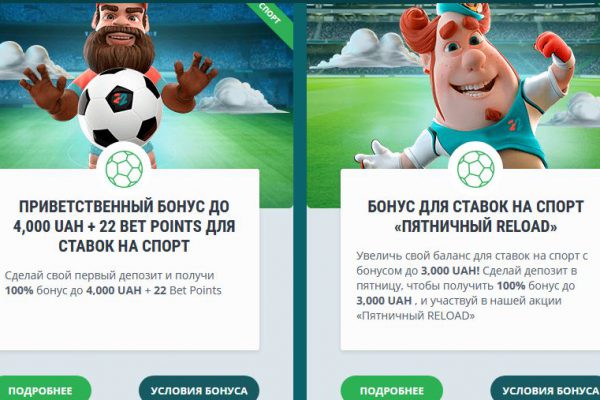 СПОРТ
22
22
ПРИВЕТСТВЕННЫЙ БОНУС ДО
4,000 UAH + 22 BET POINTS ДЛЯ
СТАВОК НА СПОРТ
Сделай свой первый депозит и получи
100% бонус до 4,000 UAH + 22 Bet Points
ПОДРОБНЕЕ
УСЛОВИЯ БОНУСА
БОНУС ДЛЯ СТАВОК НА СПОРТ
«ПЯТНИЧНЫЙ RELOAD»
Увеличь свой баланс для ставок на спорт с
бонусом до 3,000 UAH! Сделай депозит в
пятницу, чтобы получить 100% бонус до
3,000 UAH , и участвуй в нашей акции
«Пятничный RELOAD»
ПОДРОБНЕЕ
УСЛОВИЯ БОНУСА